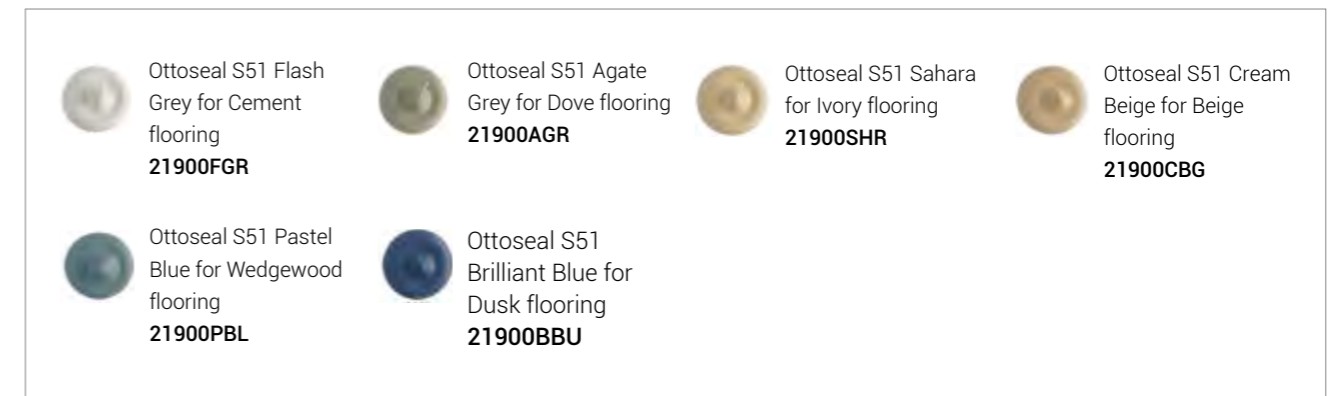 Ottoseal S51 Flash
Grey for Cement
flooring
21900FGR
Ottoseal S51 Agate
Grey for Dove flooring
21900AGR
Ottoseal S51 Sahara
for Ivory flooring
21900SHR
Ottoseal S51 Cream
Beige for Beige
flooring
21900CBG
Ottoseal S51 Pastel
Blue for Wedgewood
flooring
21900PBL
Ottoseal S51
Brilliant Blue for
Dusk flooring
21900BBU